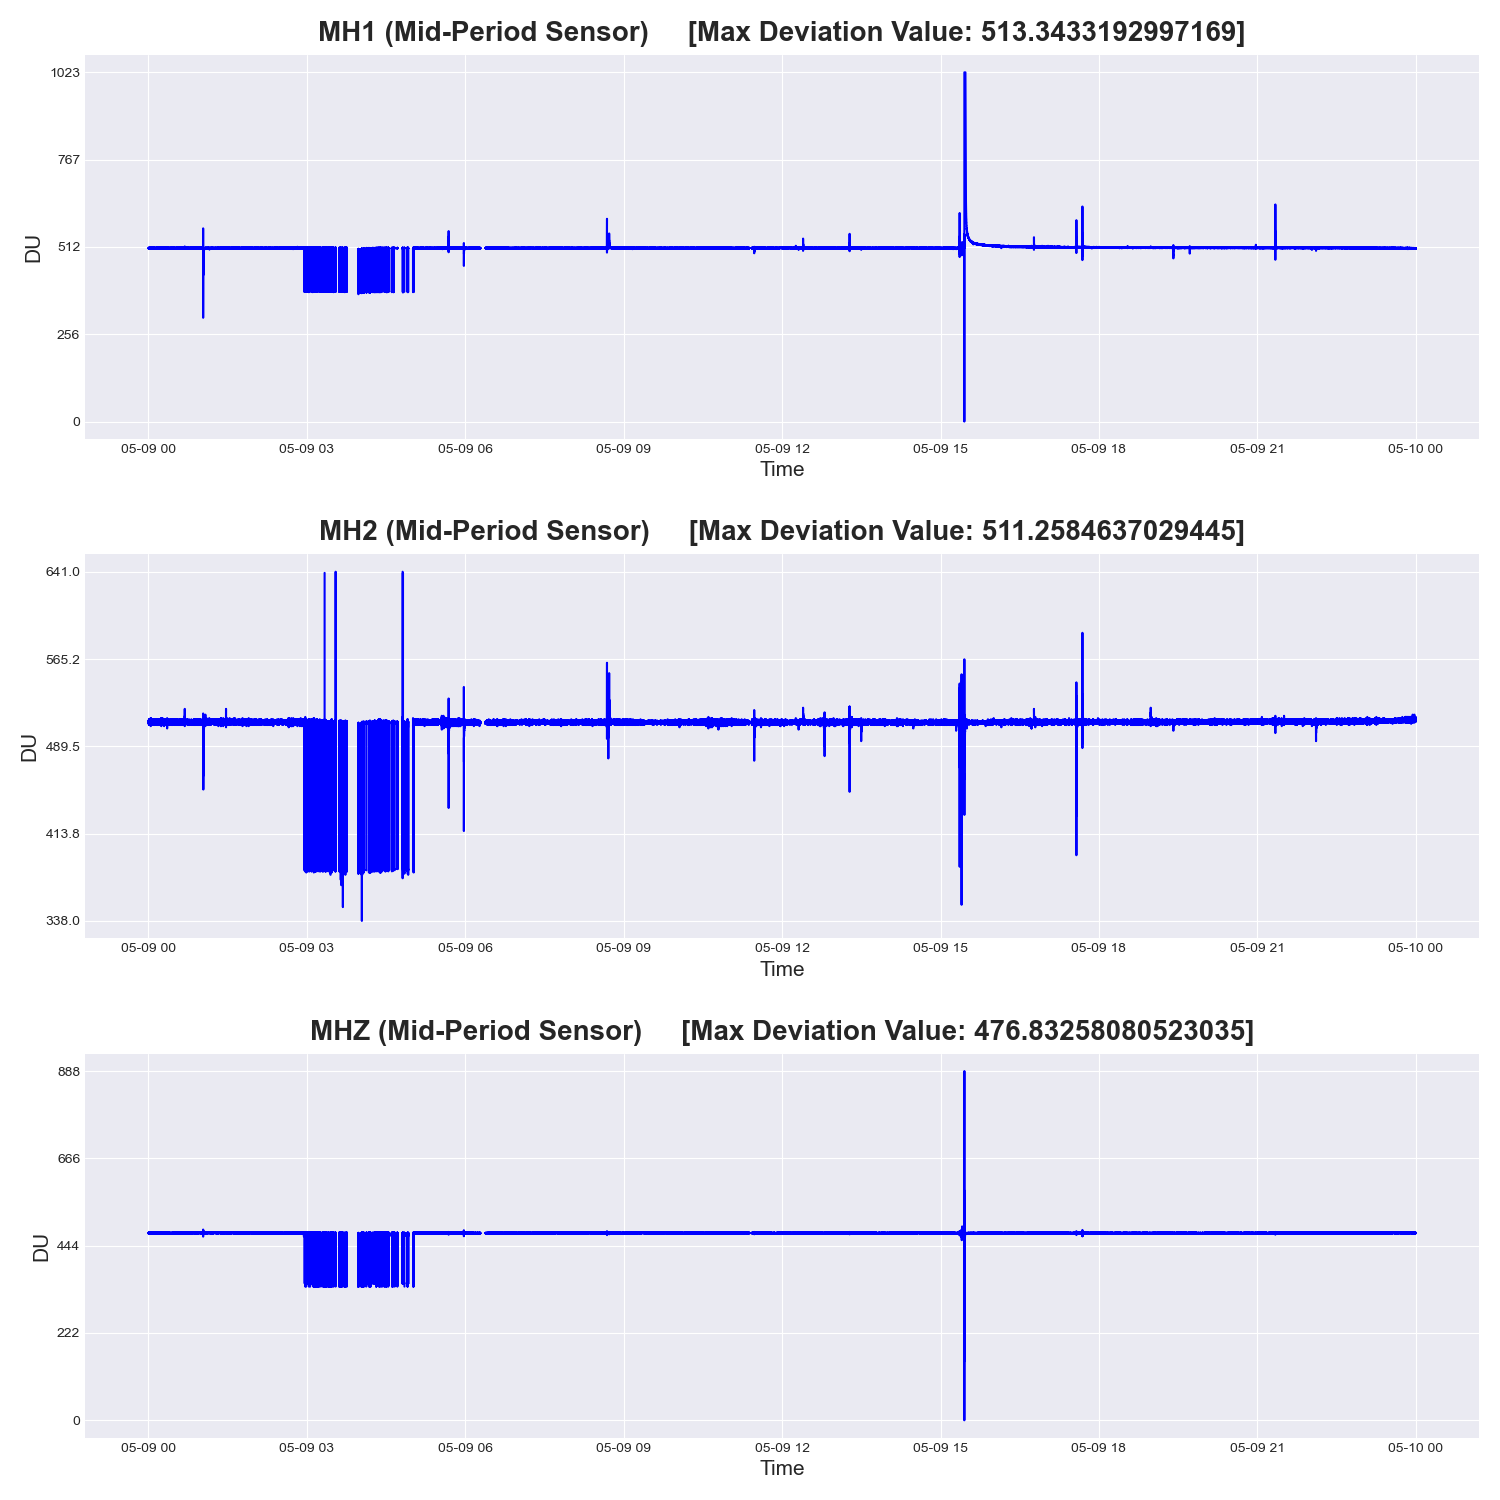 MH1 (Mid-Period Sensor) [Max Deviation Value: 513.3433192997169]
1023
767
512
256
0
DU
05-09 00 05-09 03 05-09 06 05-09 09 05-09 12 05-09 15 05-09 18 05-09 21 05-10 00
Time
MH2 (Mid-Period Sensor) [Max Deviation Value: 511.2584637029445]
641.0
565.2
489.5
413.8
338.0
DU
05-09 00 05-09 03 05-09 06 05-09 09 05-09 12 05-09 15 05-09 18 05-09 21 05-10 00
Time
MHZ (Mid-Period Sensor) [Max Deviation Value: 476.83258080523035]
888
666
444
222
0
DU
05-09 00 05-09 03 05-09 06 05-09 09 05-09 12 05-09 15 05-09 18 05-09 21 05-10 00
Time